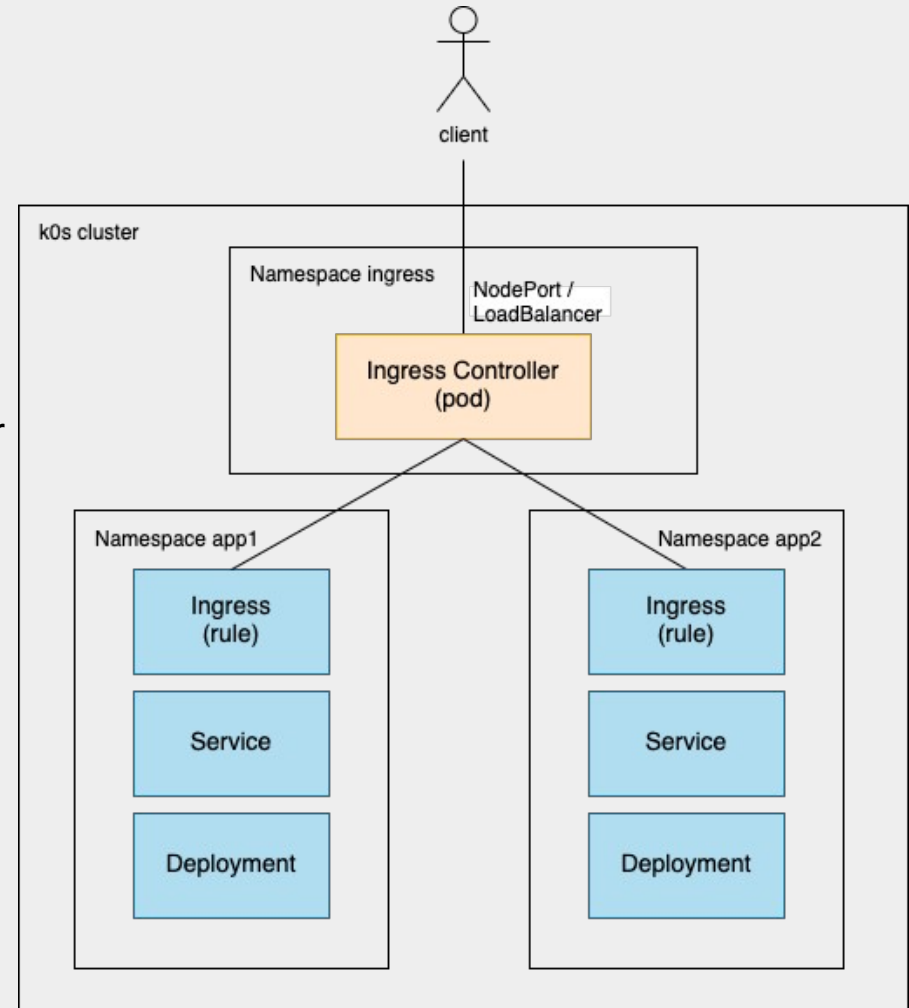 client
k0s cluster
Namespace ingress
NodePort /
LoadBalancer
Ingress Controller
(pod)
Namespace app1
Ingress
(rule)
Service
Deployment
Namespace app2
Ingress
(rule)
Service
Deployment